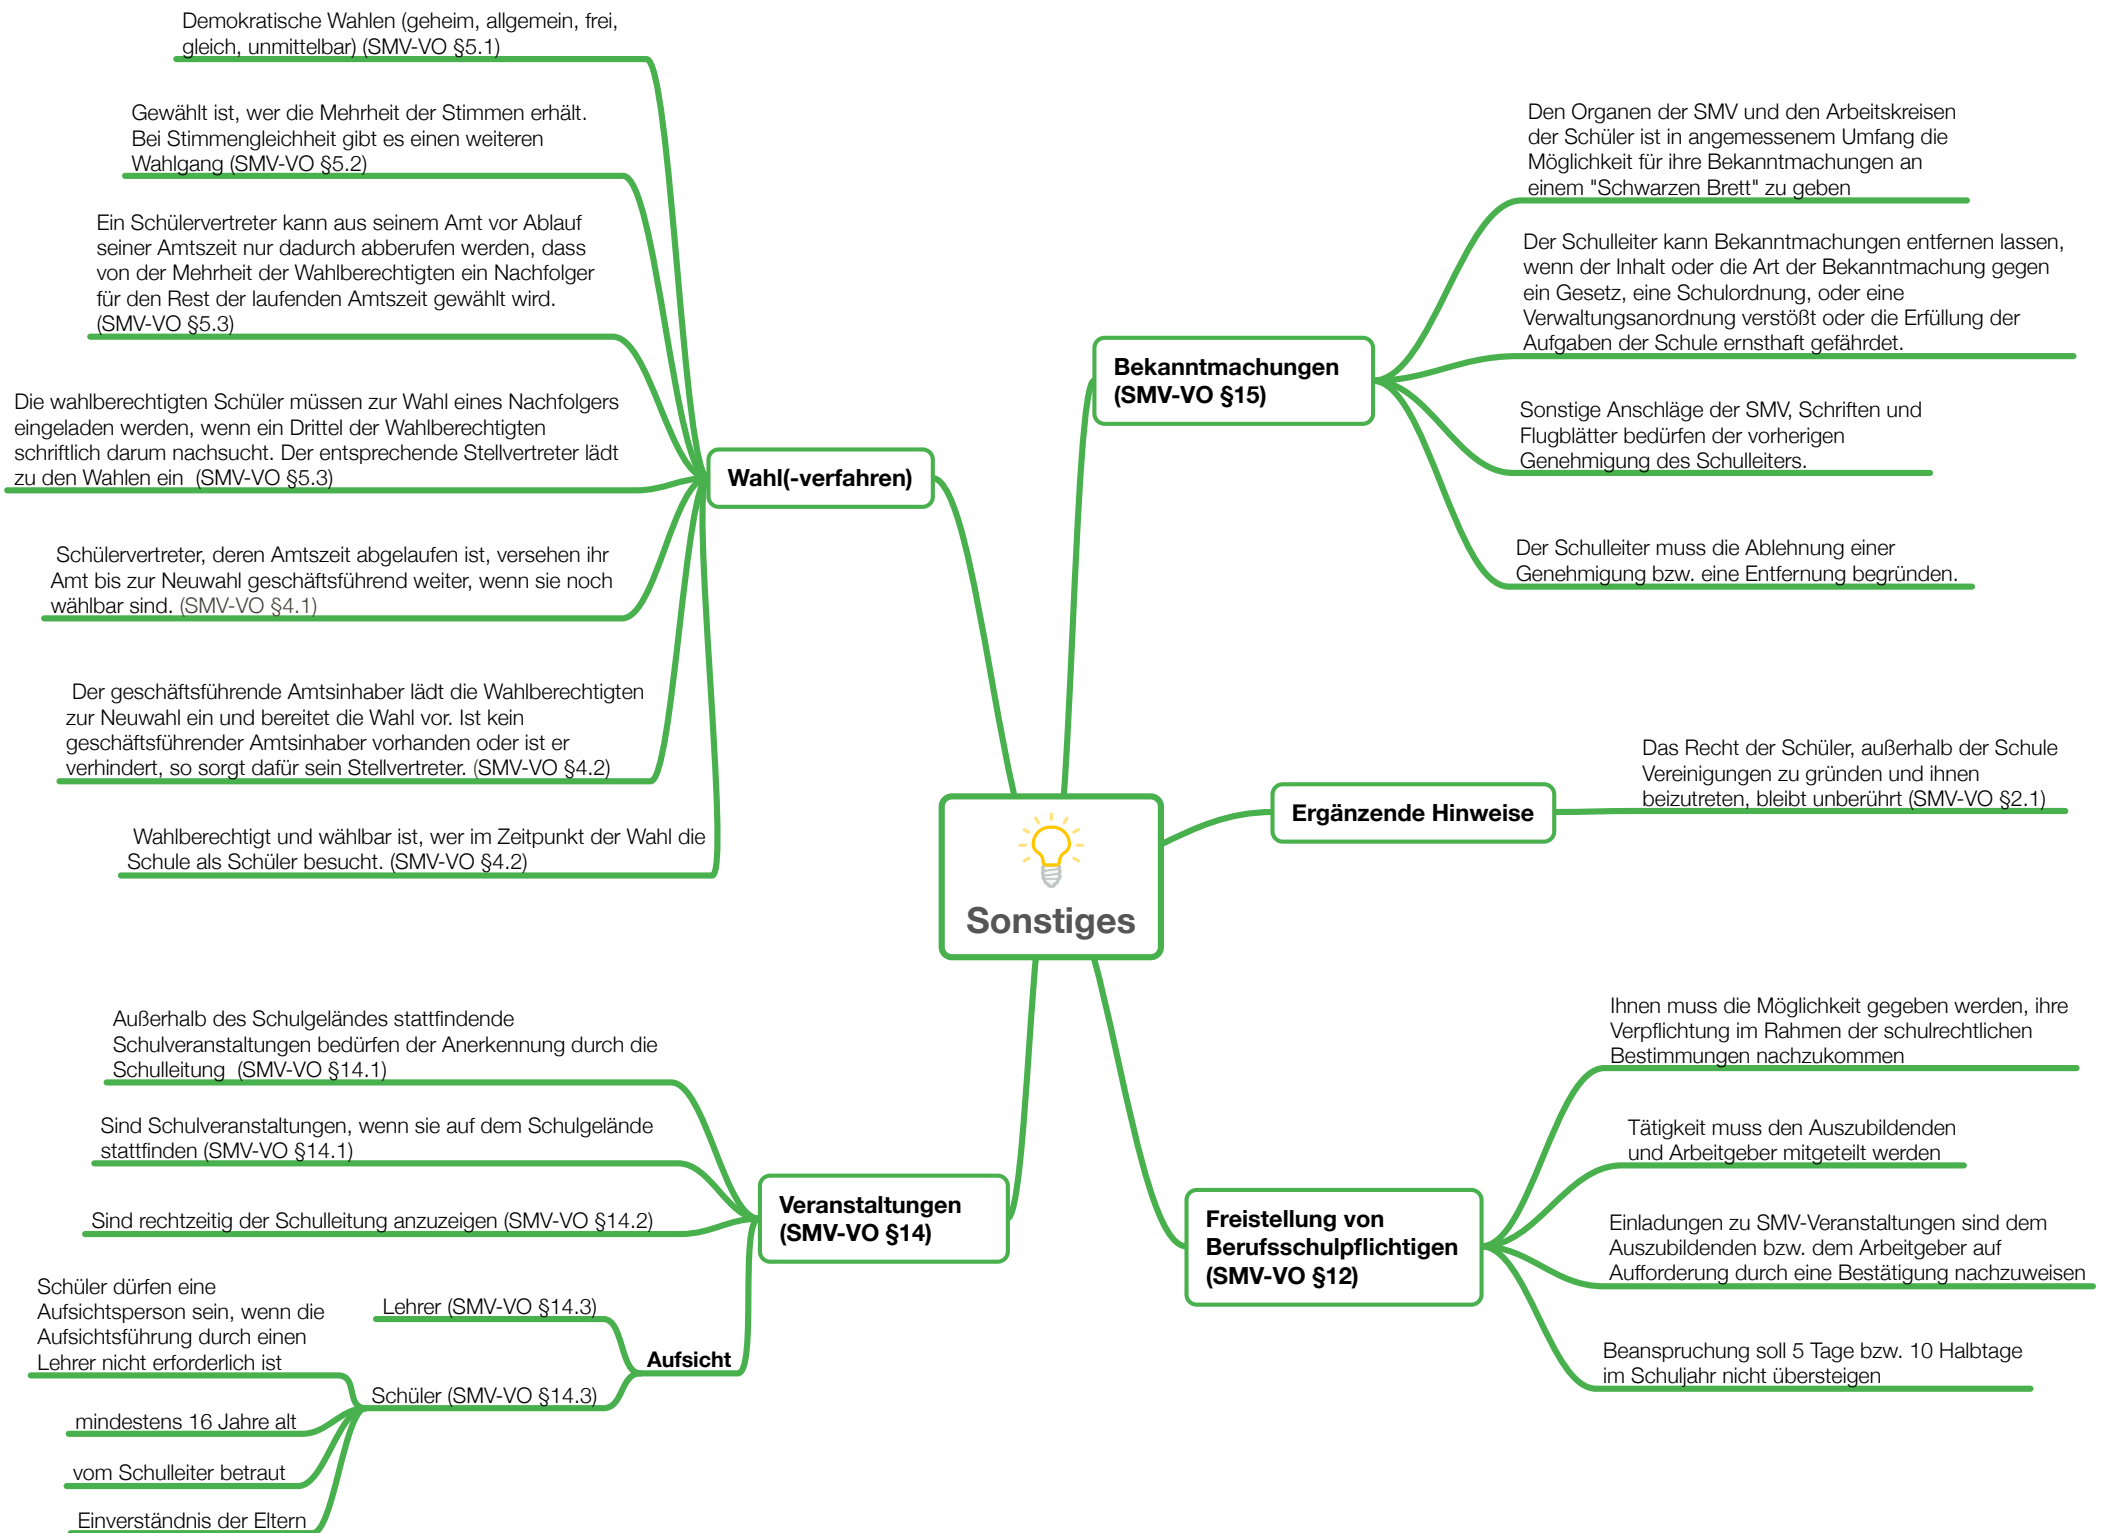 Demokratische Wahlen (geheim, allgemein, frei,
gleich, unmittelbar) (SMV-VO §5.1)
Gewählt ist, wer die Mehrheit der Stimmen erhält.
Bei Stimmengleichheit gibt es einen weiteren
Wahlgang (SMV-VO §5.2)
Ein Schülervertreter kann aus seinem Amt vor Ablauf
seiner Amtszeit nur dadurch abberufen werden, dass
von der Mehrheit der Wahlberechtigten ein Nachfolger
für den Rest der laufenden Amtszeit gewählt wird.
(SMV-VO §5.3)
Die wahlberechtigten Schüler müssen zur Wahl eines Nachfolgers
eingeladen werden, wenn ein Drittel der Wahlberechtigten
schriftlich darum nachsucht. Der entsprechende Stellvertreter lädt
zu den Wahlen ein (SMV-VO §5.3)
Schülervertreter, deren Amtszeit abgelaufen ist, versehen ihr
Amt bis zur Neuwahl geschäftsführend weiter, wenn sie noch
wählbar sind. (SMV-VO §4.1)
Der geschäftsführende Amtsinhaber lädt die Wahlberechtigten
zur Neuwahl ein und bereitet die Wahl vor. Ist kein
geschäftsführender Amtsinhaber vorhanden oder ist er
verhindert, so sorgt dafür sein Stellvertreter. (SMV-VO §4.2)
Wahlberechtigt und wählbar ist, wer im Zeitpunkt der Wahl die
Schule als Schüler besucht. (SMV-VO §4.2)
Wahl(-verfahren)
Bekanntmachungen
(SMV-VO §15)
Den Organen der SMV und den Arbeitskreisen
der Schüler ist in angemessenem Umfang die
Möglichkeit für ihre Bekanntmachungen an
einem "Schwarzen Brett" zu geben
Der Schulleiter kann Bekanntmachungen entfernen lassen,
wenn der Inhalt oder die Art der Bekanntmachung gegen
ein Gesetz, eine Schulordnung, oder eine
Verwaltungsanordnung verstößt oder die Erfüllung der
Aufgaben der Schule ernsthaft gefährdet.
Sonstige Anschläge der SMV, Schriften und
Flugblätter bedürfen der vorherigen
Genehmigung des Schulleiters.
Der Schulleiter muss die Ablehnung einer
Genehmigung bzw. eine Entfernung begründen.
Ergänzende Hinweise
Das Recht der Schüler, außerhalb der Schule
Vereinigungen zu gründen und ihnen
beizutreten, bleibt unberührt (SMV-VO §2.1)
Sonstiges
Außerhalb des Schulgeländes stattfindende
Schulveranstaltungen bedürfen der Anerkennung durch die
Schulleitung (SMV-VO §14.1)
Sind Schulveranstaltungen, wenn sie auf dem Schulgelände
stattfinden (SMV-VO §14.1)
Sind rechtzeitig der Schulleitung anzuzeigen (SMV-VO §14.2)
Veranstaltungen
(SMV-VO §14)
Aufsicht
Lehrer (SMV-VO §14.3)
Schüler (SMV-VO §14.3)
Schüler dürfen eine
Aufsichtsperson sein, wenn die
Aufsichtsführung durch einen
Lehrer nicht erforderlich ist
mindestens 16 Jahre alt
vom Schulleiter betraut
Einverständnis der Eltern
Freistellung von
Berufsschulpflichtigen
(SMV-VO §12)
Ihnen muss die Möglichkeit gegeben werden, ihre
Verpflichtung im Rahmen der schulrechtlichen
Bestimmungen nachzukommen
Tätigkeit muss den Auszubildenden
und Arbeitgeber mitgeteilt werden
Einladungen zu SMV-Veranstaltungen sind dem
Auszubildenden bzw. dem Arbeitgeber auf
Aufforderung durch eine Bestätigung nachzuweisen
Beanspruchung soll 5 Tage bzw. 10 Halbtage
im Schuljahr nicht übersteigen